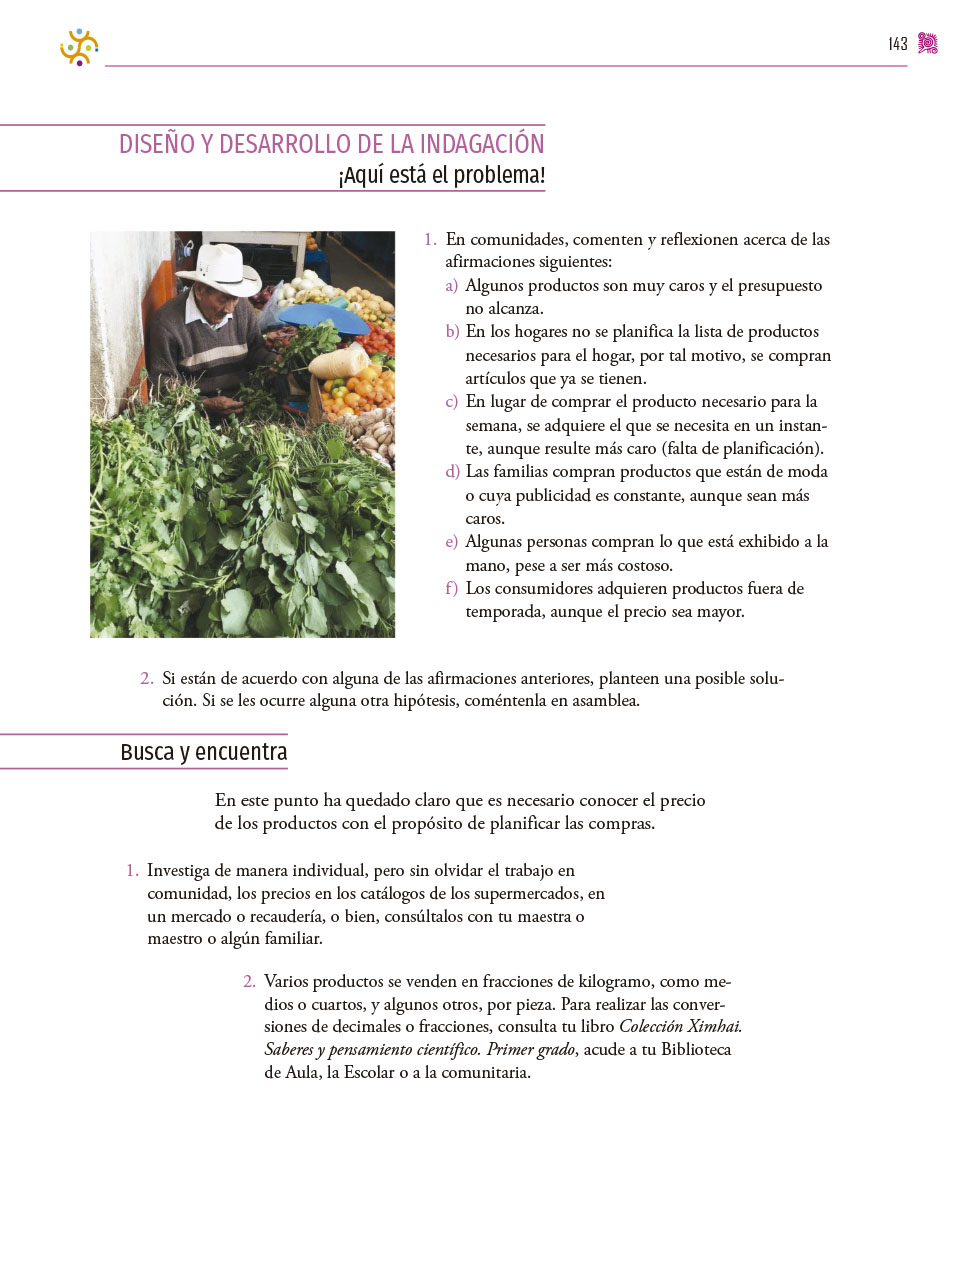 143
DISEÑO Y DESARROLLO DE LA INDAGACIÓN
¡Aquí está el problema!
1. En comunidades, comenten y reflexionen acerca de las
afirmaciones siguientes:
a) Algunos productos son muy caros y el presupuesto
no alcanza.
b) En los hogares no se planifica la lista de productos
necesarios para el hogar, por tal motivo, se compran
artículos que ya se tienen.
c) En lugar de comprar el producto necesario para la
semana, se adquiere el que se necesita en un instan-
te, aunque resulte más caro (falta de planificación).
d) Las familias compran productos que están de moda
o cuya publicidad es constante, aunque sean más
caros.
e) Algunas personas compran lo que está exhibido a la
mano, pese a ser más costoso.
f) Los consumidores adquieren productos fuera de
temporada, aunque el precio sea mayor.
2. Si están de acuerdo con alguna de las afirmaciones anteriores, planteen una posible solu-
ción. Si se les ocurre alguna otra hipótesis, coméntenla en asamblea.
Busca y encuentra
En este punto ha quedado claro que es necesario conocer el precio
de los productos con el propósito de planificar las compras.
1. Investiga de manera individual, pero sin olvidar el trabajo en
comunidad, los precios en los catálogos de los supermercados, en
un mercado o recaudería, o bien, consúltalos con tu maestra o
maestro o algún familiar.
2. Varios productos se venden en fracciones de kilogramo, como me-
dios o cuartos, y algunos otros, por pieza. Para realizar las conver-
siones de decimales o fracciones, consulta tu libro Colección Ximhai.
Saberes y pensamiento científico. Primer grado, acude a tu Biblioteca
de Aula, la Escolar o a la comunitaria.